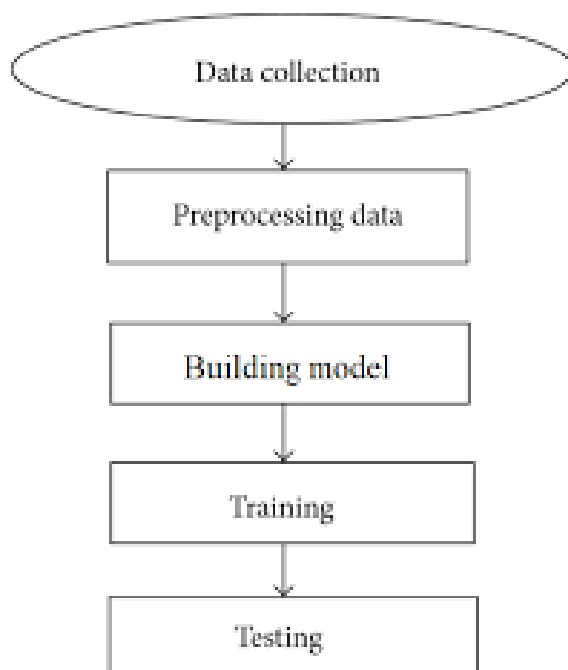 Data collection
Preprocessing data
Building model
Training
Testing